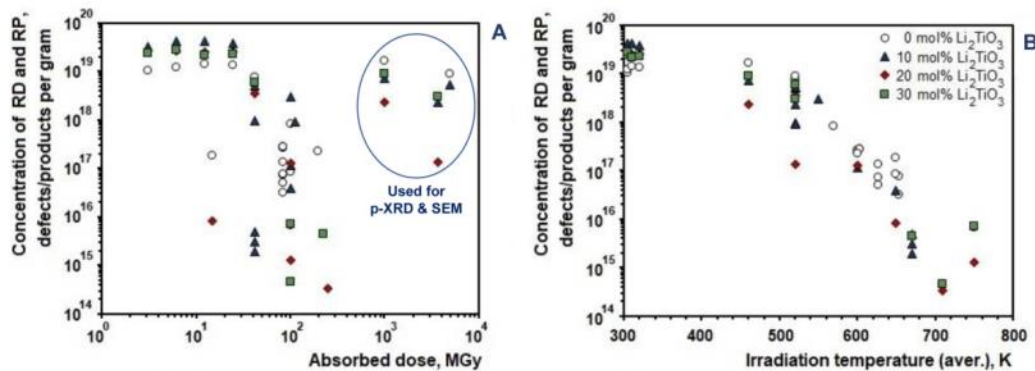 A
Concentration of RD and RP,
defects/products per gram
10^20
10^19
10^18
10^17
10^16
10^15
10^14
10^0
10^1
10^2
10^3
10^4
Absorbed dose, MGy
Used for
p-XRD & SEM
B
Concentration of RD and RP,
defects/products per gram
10^20
10^19
10^18
10^17
10^16
10^15
10^14
300
400
500
600
700
800
Irradiation temperature (aver.), K
0 mol% Li₂TiO₃
10 mol% Li₂TiO₃
20 mol% Li₂TiO₃
30 mol% Li₂TiO₃